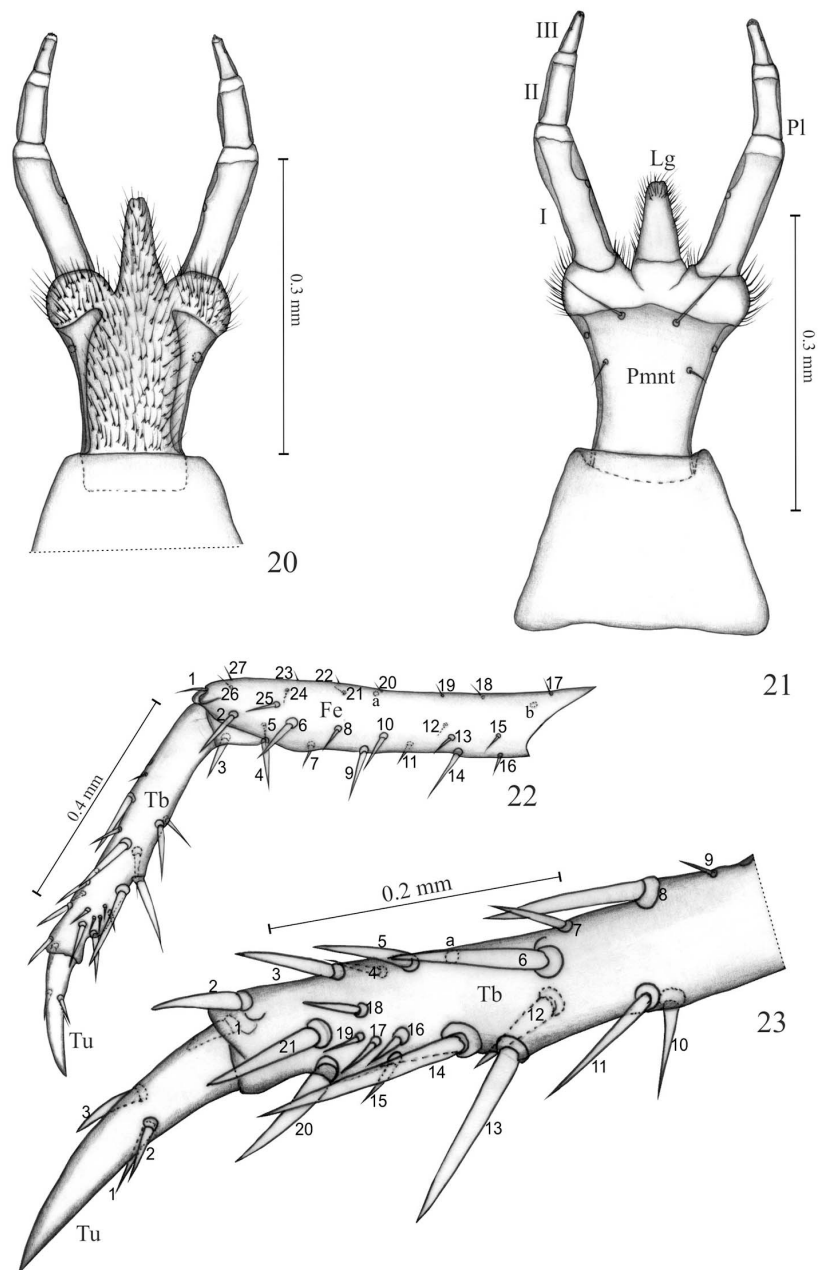 III
II
I
Lg
Pl
Pmnt
0.3 mm
0.3 mm
20
21
1 27 23 22 21 20 a 19 18 17
26 25 24 Fe b
2 5 6 8 10 12 13 15
3 4 7 9 11 14 16
22
0.4 mm
Tb
Tu
0.2 mm
9
8
5 a 7
3 4 6
2 18 Tb
1 12
21 19 17 16 11 10
14
15
20 13
23
3
2
1
Tu